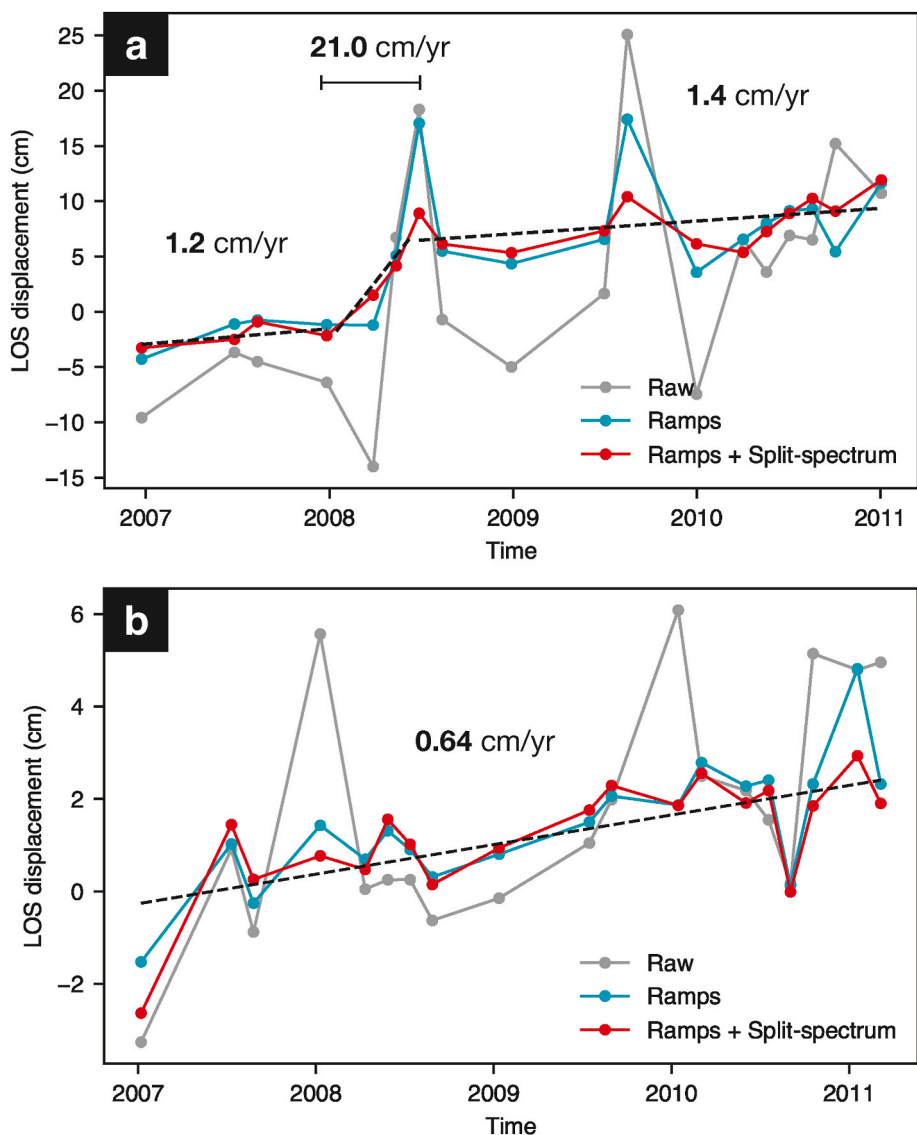 a
21.0 cm/yr
1.4 cm/yr
1.2 cm/yr
LOS displacement (cm)
25
20
15
10
5
0
−5
−10
−15
Raw
Ramps
Ramps + Split-spectrum
2007 2008 2009 2010 2011
Time
b
0.64 cm/yr
LOS displacement (cm)
6
4
2
0
−2
Raw
Ramps
Ramps + Split-spectrum
2007 2008 2009 2010 2011
Time